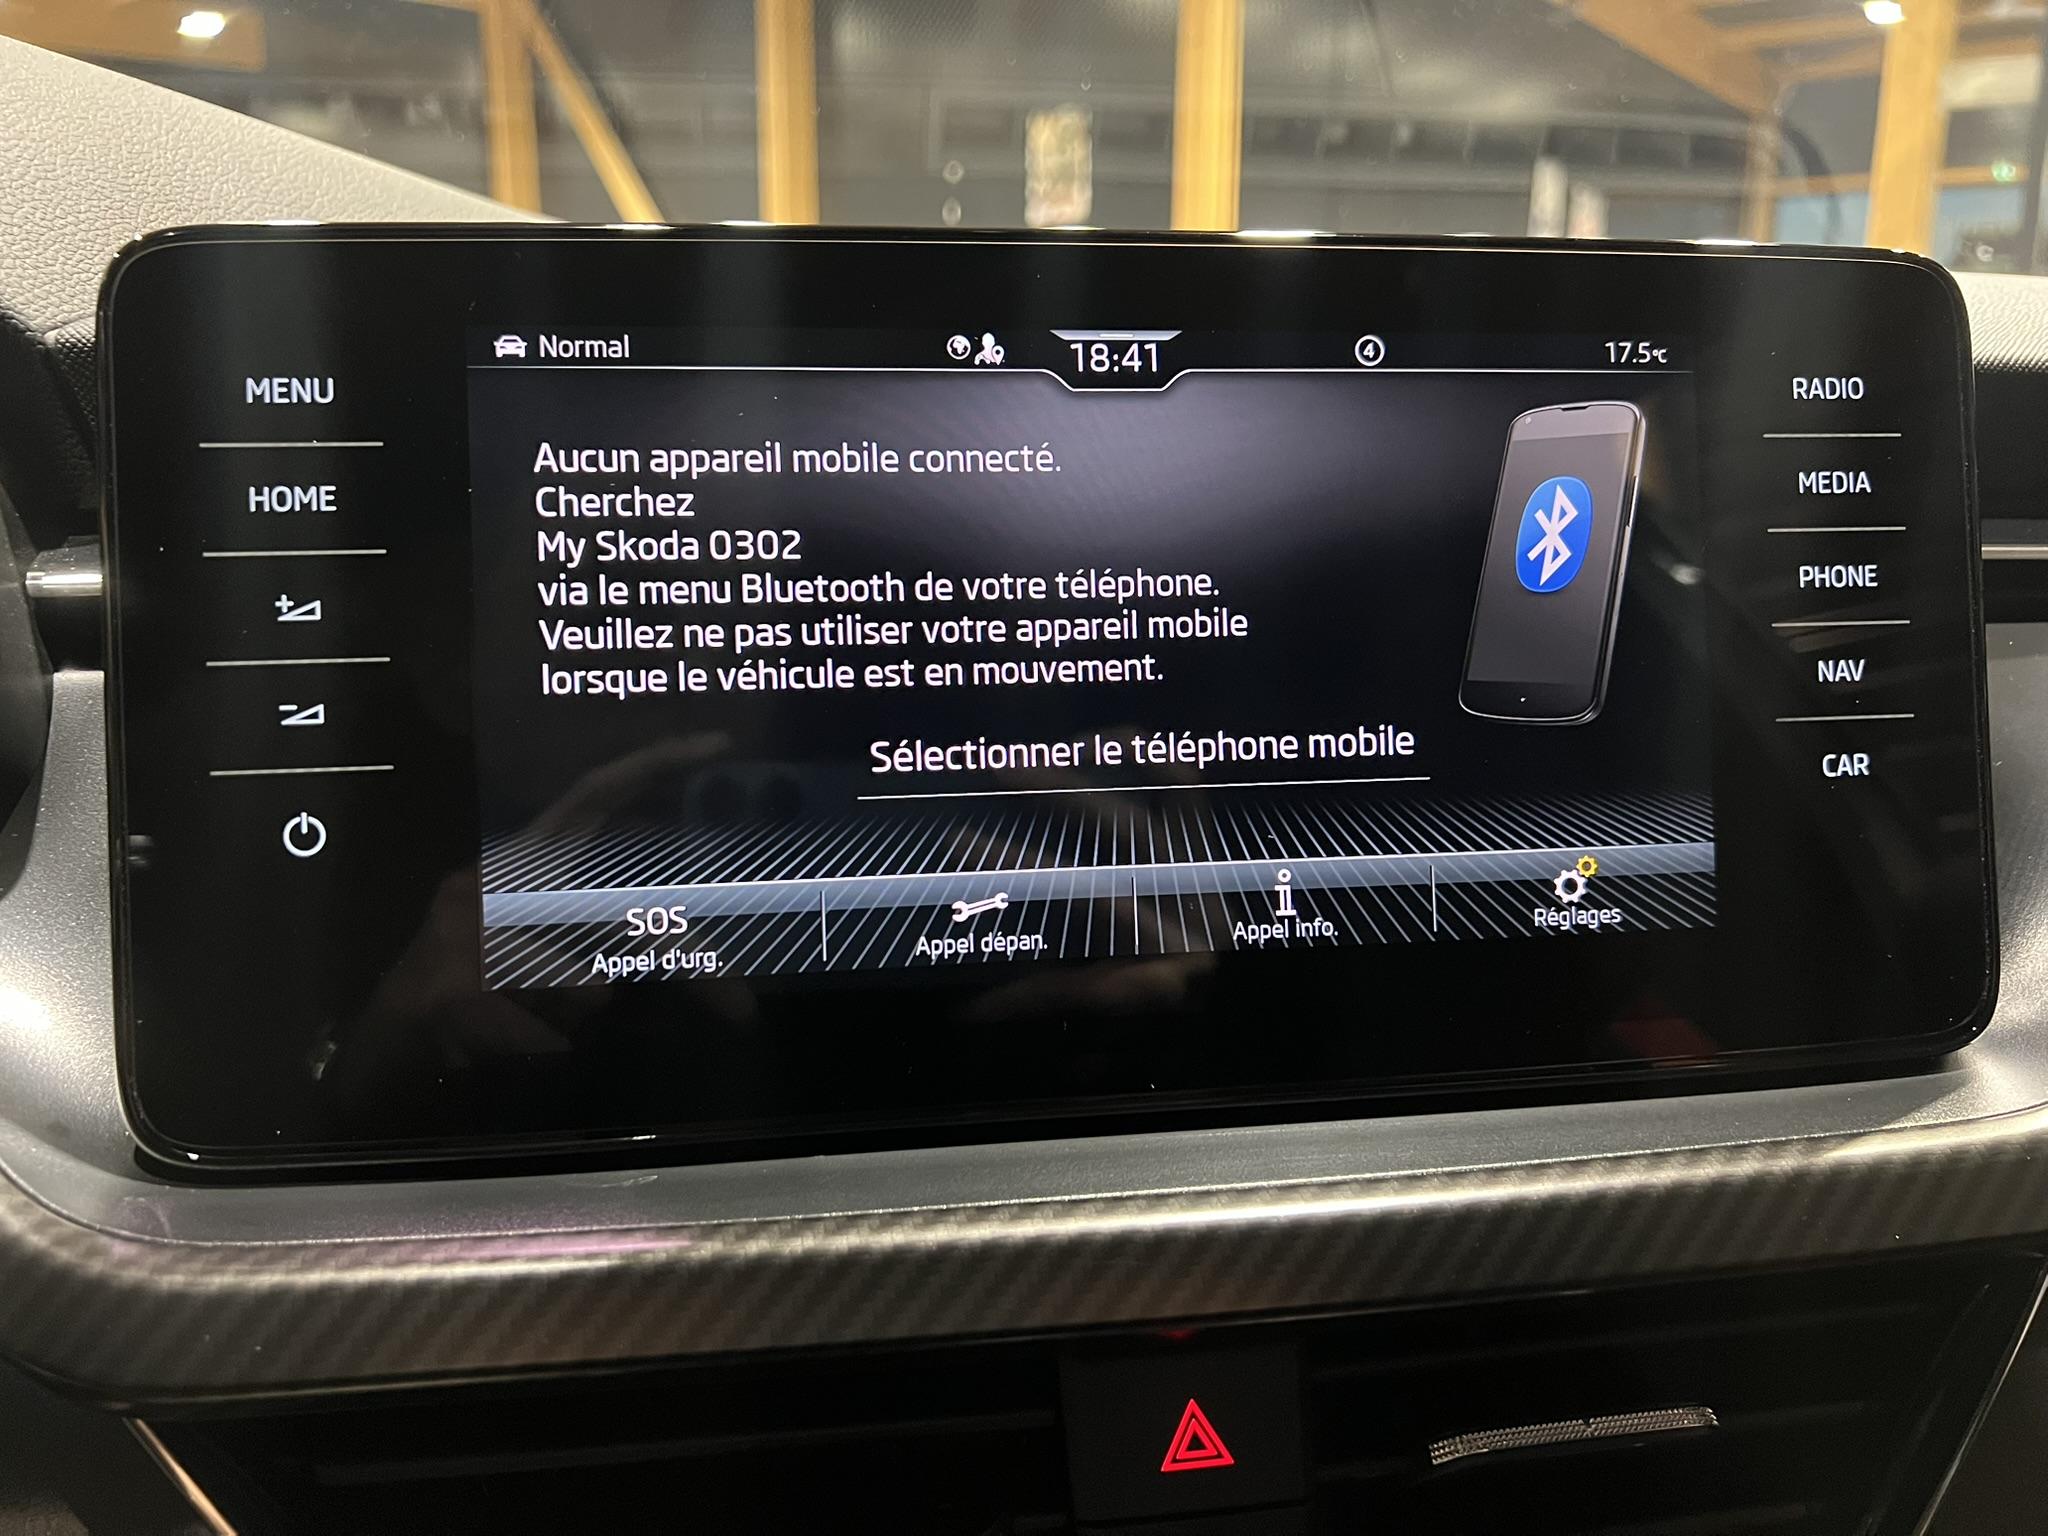 MENU
HOME
Normal
18:41
4
17.5°C
Aucun appareil mobile connecté.
Cherchez
My Skoda 0302
via le menu Bluetooth de votre téléphone.
Veuillez ne pas utiliser votre appareil mobile
lorsque le véhicule est en mouvement.
Sélectionner le téléphone mobile
SOS
Appel d'urg.
Appel dépan.
Appel info.
Réglages
RADIO
MEDIA
PHONE
NAV
CAR